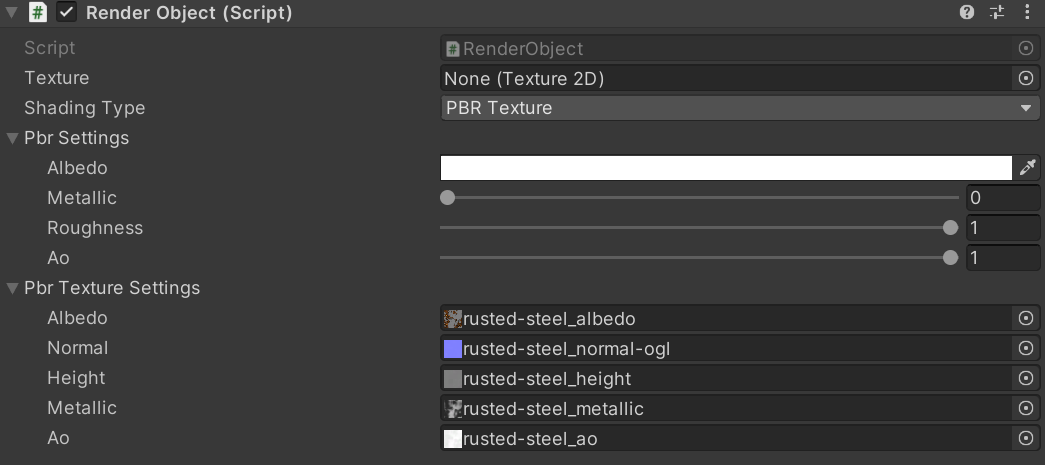 Render Object (Script)
Script RenderObject
Texture None (Texture 2D)
Shading Type PBR Texture
Pbr Settings
Albedo
Metallic 0
Roughness 1
Ao 1
Pbr Texture Settings
Albedo rusted-steel_albedo
Normal rusted-steel_normal-ogl
Height rusted-steel_height
Metallic rusted-steel_metallic
Ao rusted-steel_ao